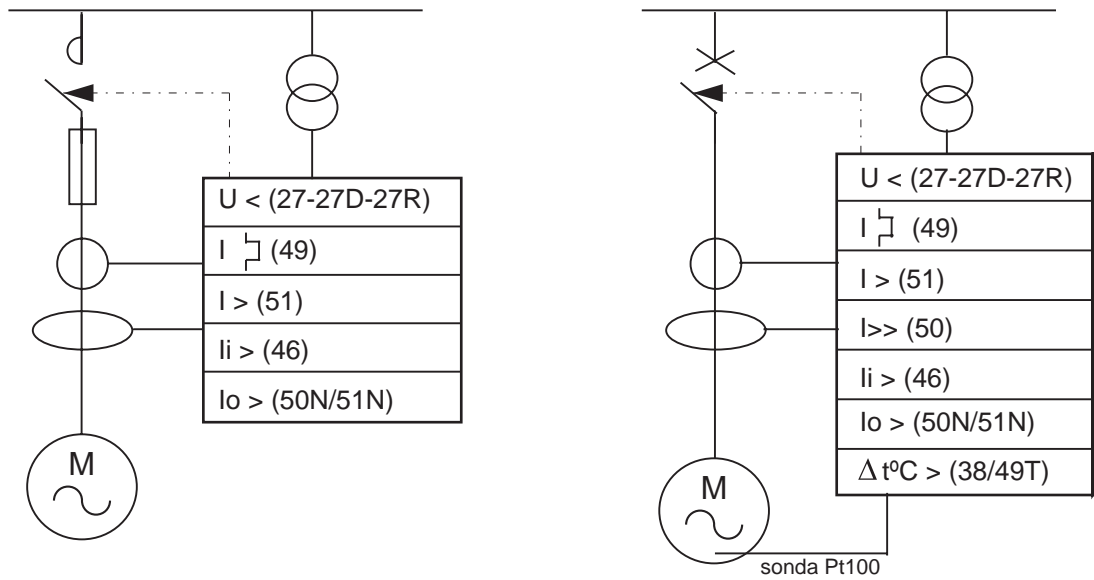 U < (27-27D-27R)
I (49)
I > (51)
Ii > (46)
Io > (50N/51N)
M
U < (27-27D-27R)
I (49)
I > (51)
I>> (50)
Ii > (46)
Io > (50N/51N)
Δ tºC > (38/49T)
M
sonda Pt100